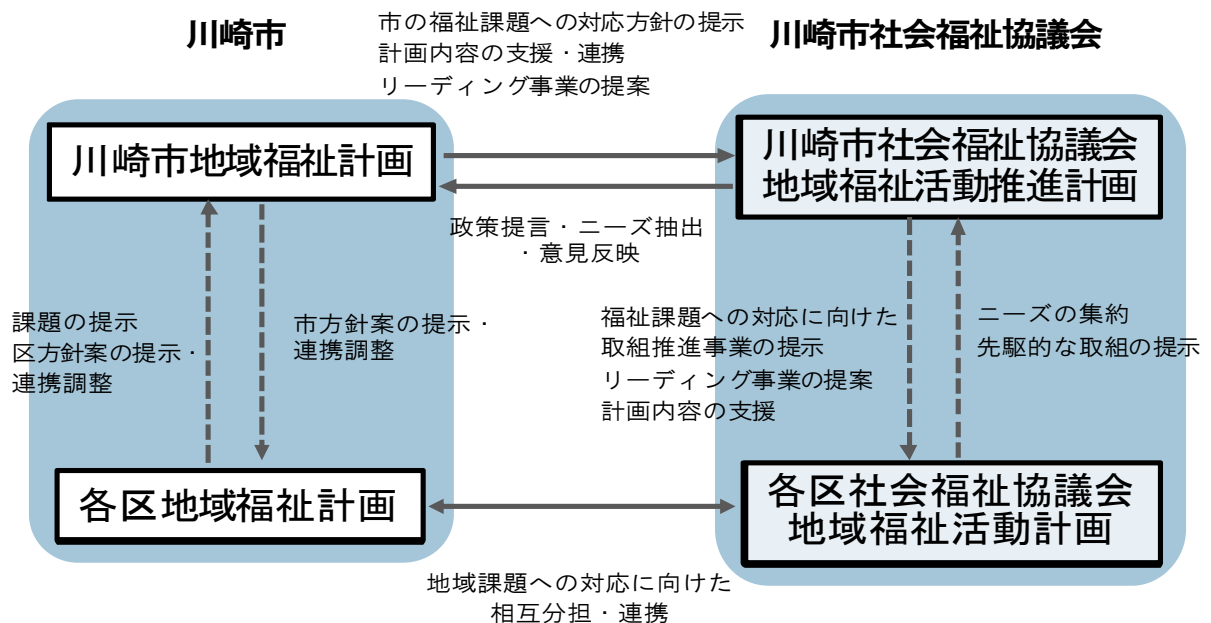 川崎市
市の福祉課題への対応方針の提示
計画内容の支援・連携
リーディング事業の提案
川崎市社会福祉協議会
川崎市地域福祉計画
川崎市社会福祉協議会
地域福祉活動推進計画
政策提言・ニーズ抽出
・意見反映
課題の提示
区方針案の提示・
連携調整
市方針案の提示・
連携調整
福祉課題への対応に向けた
取組推進事業の提示
リーディング事業の提案
計画内容の支援
ニーズの集約
先駆的な取組の提示
各区地域福祉計画
各区社会福祉協議会
地域福祉活動計画
地域課題への対応に向けた
相互分担・連携